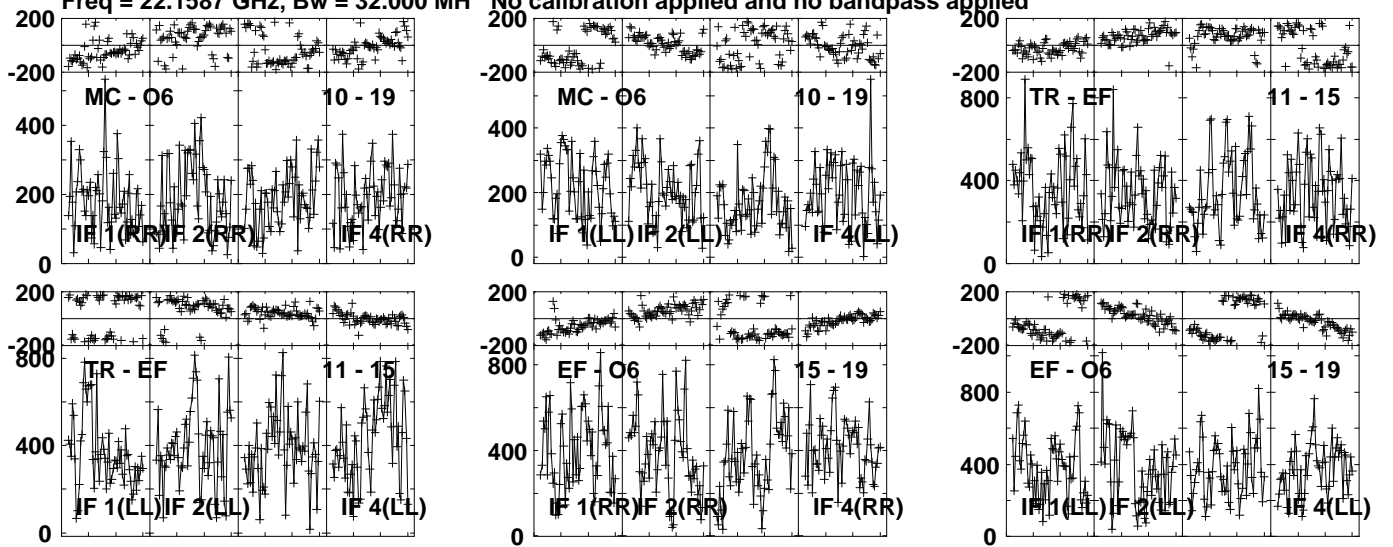 Freq = 22.1587 GHz, Bw = 32.000 MH No calibration applied and no bandpass applied
200
-200
MC - O6 10 - 19
400
200
0
IF 1(RR) IF 2(RR) IF 4(RR)
200
-200
MC - O6 10 - 19
400
200
0
IF 1(LL) IF 2(LL) IF 4(LL)
200
-200
TR - EF 11 - 15
800
400
0
IF 1(RR) IF 2(RR) IF 4(RR)
200
-200
TR - EF 11 - 15
800
400
0
IF 1(LL) IF 2(LL) IF 4(LL)
200
-200
EF - O6 15 - 19
800
400
0
IF 1(RR) IF 2(RR) IF 4(RR)
200
-200
EF - O6 15 - 19
800
400
0
IF 1(LL) IF 2(LL) IF 4(LL)